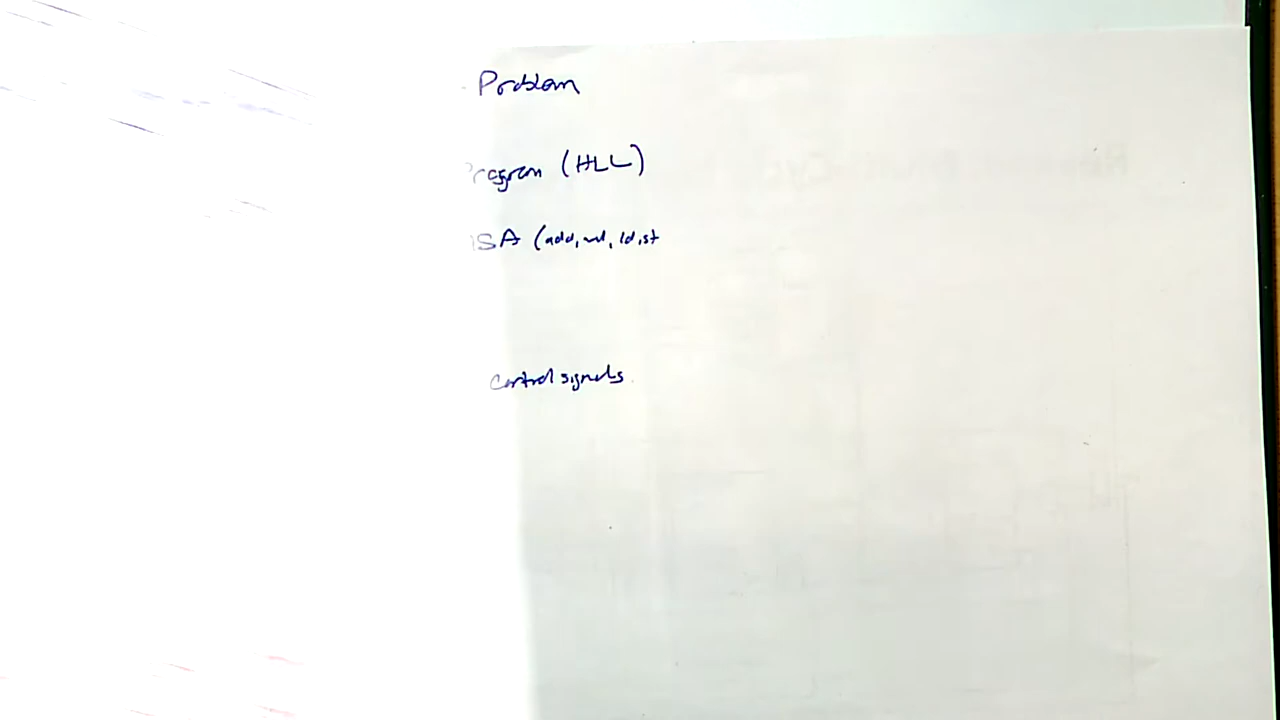 Problem
Program (HLL)
ISA (add, mul, ld, st
control signals